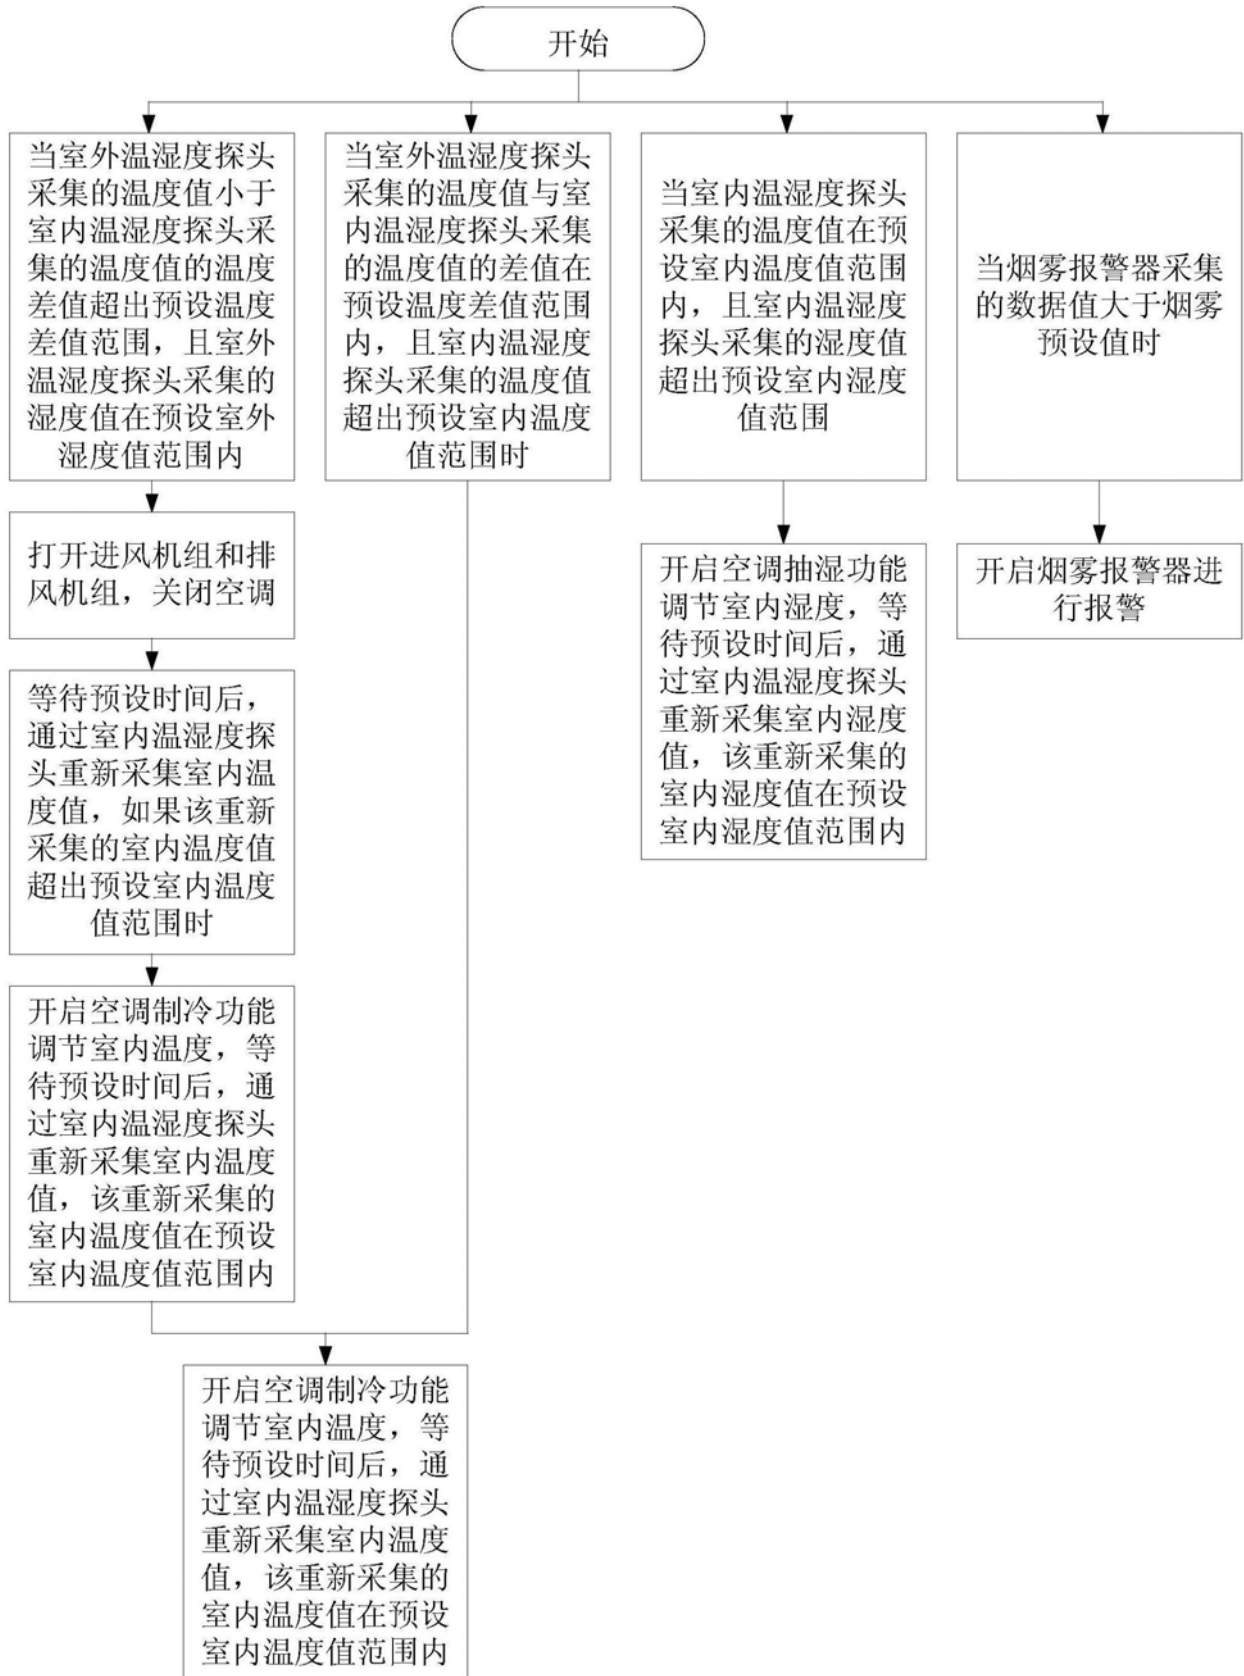 开始
当室外温湿度探头
采集的温度值小于
室内温湿度探头采
集的温度值的温度
差值超出预设温度
差值范围，且室外
温湿度探头采集的
湿度值在预设室外
湿度值范围内
当室外温湿度探头
采集的温度值与室
内温湿度探头采集
的温度值的差值在
预设温度差值范围
内，且室内温湿度
探头采集的温度值
超出预设室内温度
值范围时
当室内温湿度探头
采集的温度值在预
设室内温度值范围
内，且室内温湿度
探头采集的湿度值
超出预设室内湿度
值范围
当烟雾报警器采集
的数据值大于烟雾
预设值时
打开进风机组和排
风机组，关闭空调
开启空调抽湿功能
调节室内湿度，等
待预设时间后，通
过室内温湿度探头
重新采集室内湿度
值，该重新采集的
室内湿度值在预设
室内湿度值范围内
开启烟雾报警器进
行报警
等待预设时间后，
通过室内温湿度探
头重新采集室内温
度值，如果该重新
采集的室内温度值
超出预设室内温度
值范围时
开启空调制冷功能
调节室内温度，等
待预设时间后，通
过室内温湿度探头
重新采集室内温度
值，该重新采集的
室内温度值在预设
室内温度值范围内
开启空调制冷功能
调节室内温度，等
待预设时间后，通
过室内温湿度探头
重新采集室内温度
值，该重新采集的
室内温度值在预设
室内温度值范围内